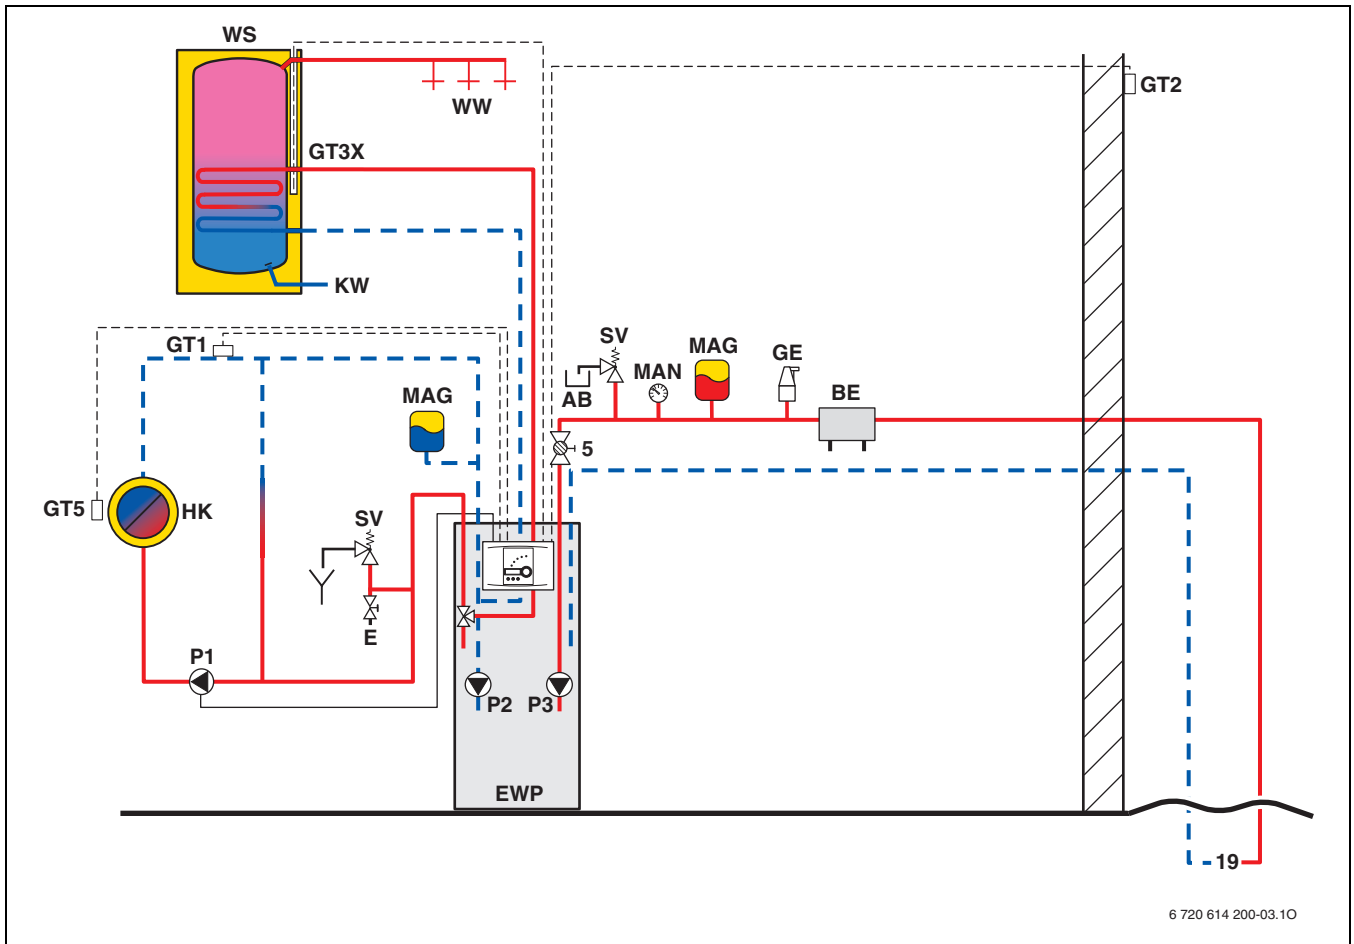 WS
WW
GT2
GT3X
KW
GT1
SV
MAN
MAG
GE
AB
BE
MAG
5
GT5
HK
SV
E
P1
P2
P3
EWP
19
6 720 614 200-03.1O